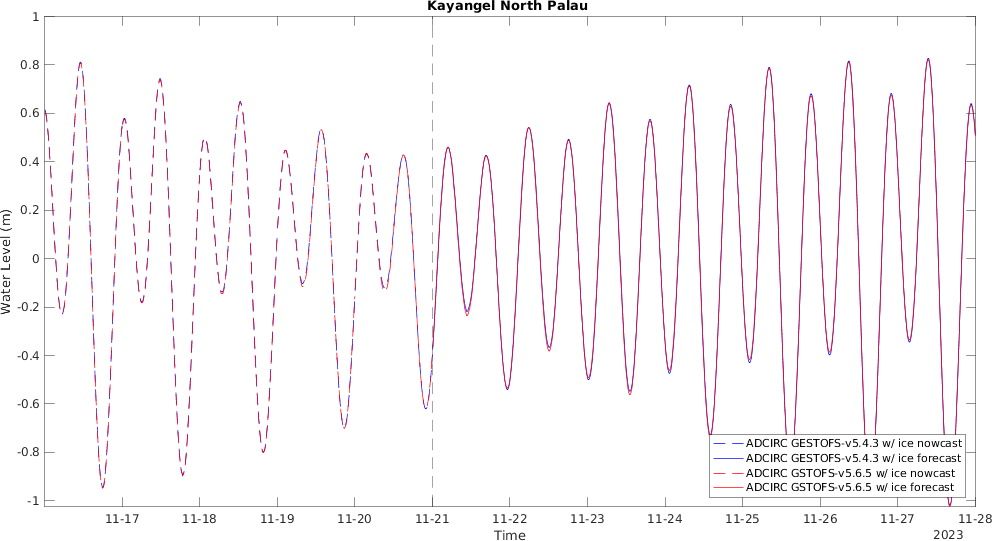 Kayangel North Palau
1
0.8
0.6
0.4
0.2
0
-0.2
-0.4
-0.6
-0.8
-1
Water Level (m)
ADCIRC GESTOFS-v5.4.3 w/ ice nowcast
ADCIRC GESTOFS-v5.4.3 w/ ice forecast
ADCIRC GSTOFS-v5.6.5 w/ ice nowcast
ADCIRC GSTOFS-v5.6.5 w/ ice forecast
11-17 11-18 11-19 11-20 11-21 11-22 11-23 11-24 11-25 11-26 11-27 11-28
Time
2023